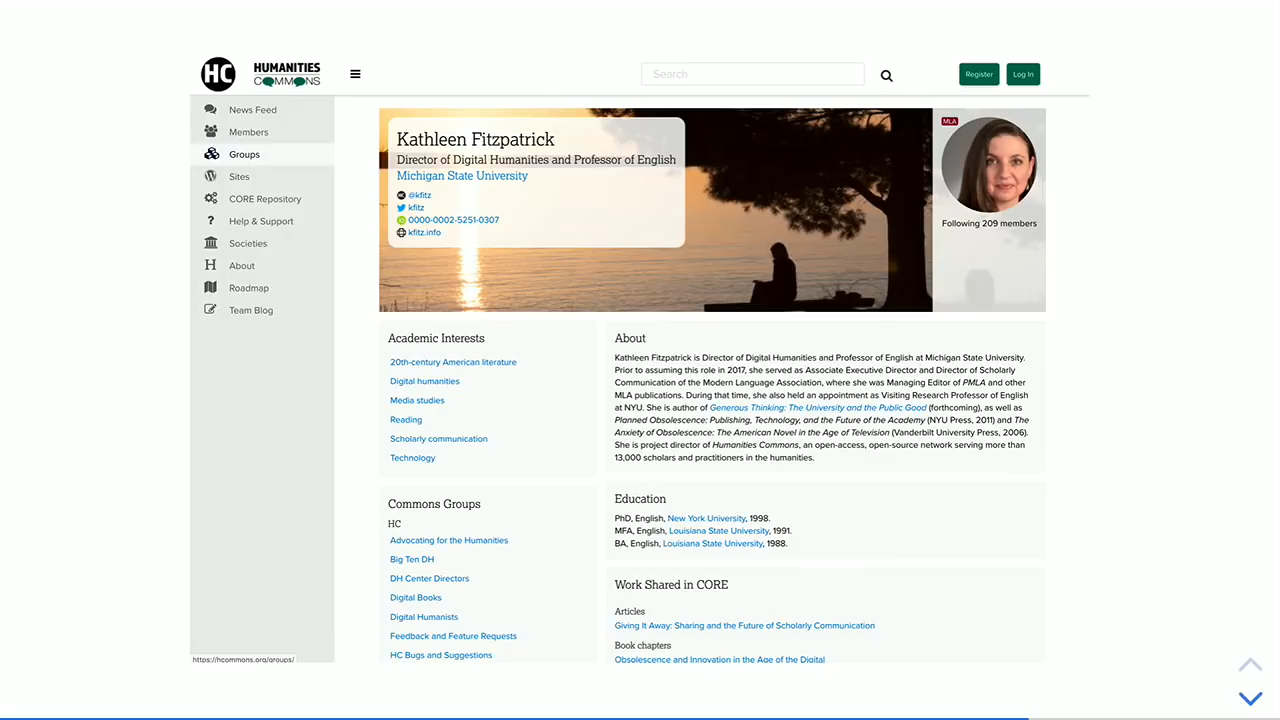 HC
HUMANITIES
COMMONS
Search
Register
Log In
News Feed
Members
Groups
Sites
CORE Repository
? Help & Support
Societies
H About
Roadmap
Team Blog
Kathleen Fitzpatrick
Director of Digital Humanities and Professor of English
Michigan State University
HC @kfitz
kfitz
iD 0000-0002-5251-0307
kfitz.info
MLA
Following 209 members
Academic Interests
20th-century American literature
Digital humanities
Media studies
Reading
Scholarly communication
Technology
Commons Groups
HC
Advocating for the Humanities
Big Ten DH
DH Center Directors
Digital Books
Digital Humanists
Feedback and Feature Requests
HC Bugs and Suggestions
About
Kathleen Fitzpatrick is Director of Digital Humanities and Professor of English at Michigan State University.
Prior to assuming this role in 2017, she served as Associate Executive Director and Director of Scholarly
Communication of the Modern Language Association, where she was Managing Editor of PMLA and other
MLA publications. During that time, she also held an appointment as Visiting Research Professor of English
at NYU. She is author of Generous Thinking: The University and the Public Good (forthcoming), as well as
Planned Obsolescence: Publishing, Technology, and the Future of the Academy (NYU Press, 2011) and The
Anxiety of Obsolescence: The American Novel in the Age of Television (Vanderbilt University Press, 2006).
She is project director of Humanities Commons, an open-access, open-source network serving more than
13,000 scholars and practitioners in the humanities.
Education
PhD, English, New York University, 1998.
MFA, English, Louisiana State University, 1991.
BA, English, Louisiana State University, 1988.
Work Shared in CORE
Articles
Giving It Away: Sharing and the Future of Scholarly Communication
Book chapters
Obsolescence and Innovation in the Age of the Digital
https://hcommons.org/groups/